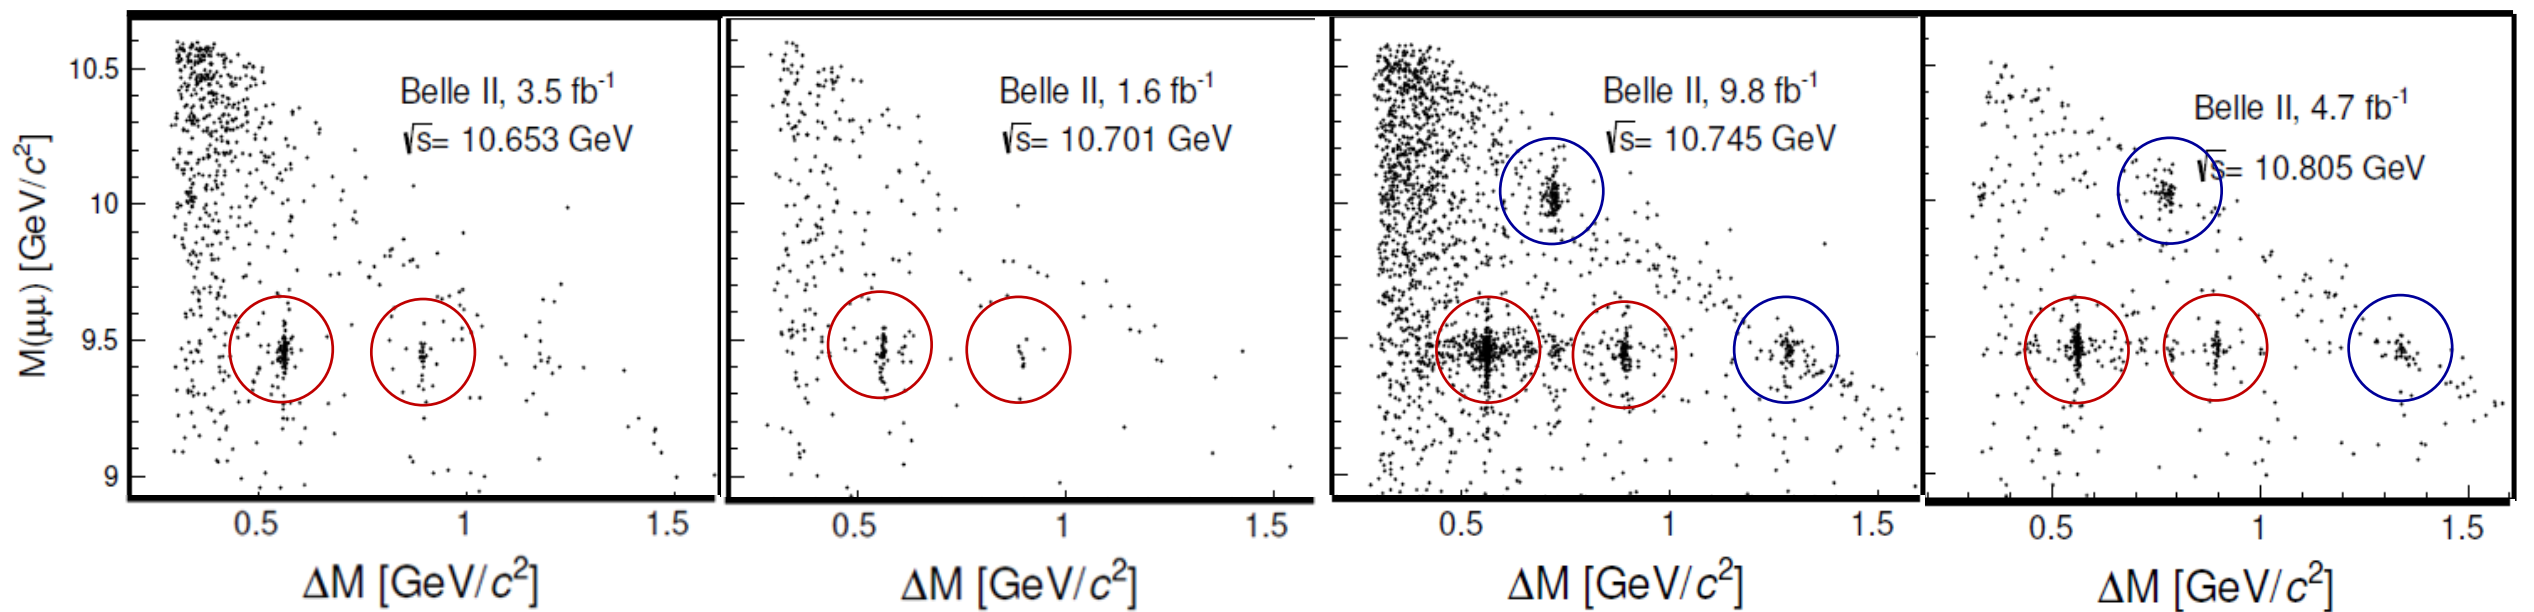 M(μμ) [GeV/c²]
10.5
10
9.5
9
Belle II, 3.5 fb⁻¹
√s= 10.653 GeV
0.5 1 1.5
ΔM [GeV/c²]
Belle II, 1.6 fb⁻¹
√s= 10.701 GeV
0.5 1 1.5
ΔM [GeV/c²]
Belle II, 9.8 fb⁻¹
√s= 10.745 GeV
0.5 1 1.5
ΔM [GeV/c²]
Belle II, 4.7 fb⁻¹
√s= 10.805 GeV
0.5 1 1.5
ΔM [GeV/c²]